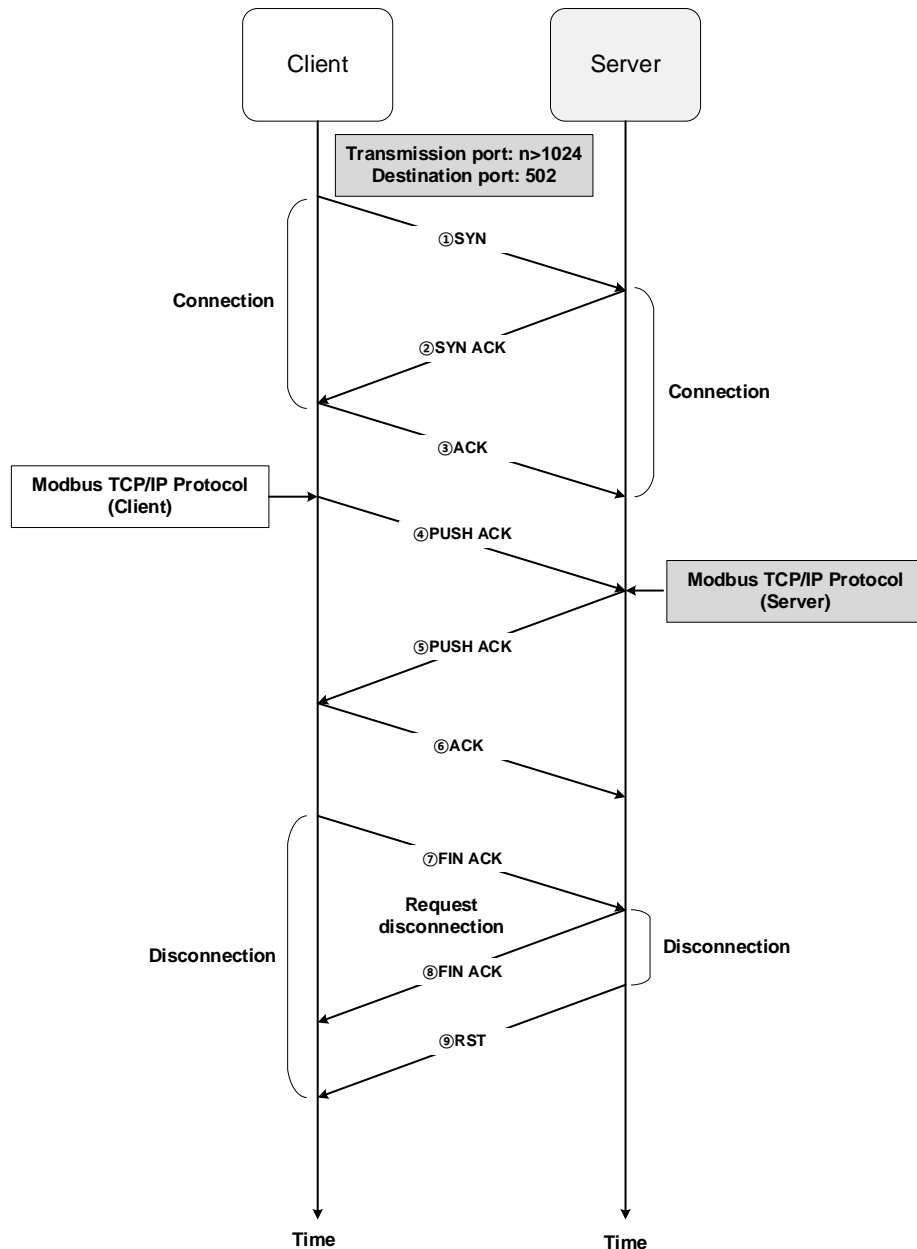 Client
Server
Transmission port: n>1024
Destination port: 502
①SYN
Connection
②SYN ACK
Connection
③ACK
Modbus TCP/IP Protocol
(Client)
④PUSH ACK
Modbus TCP/IP Protocol
(Server)
⑤PUSH ACK
⑥ACK
⑦FIN ACK
Request
disconnection
Disconnection
Disconnection
⑧FIN ACK
⑨RST
Time
Time